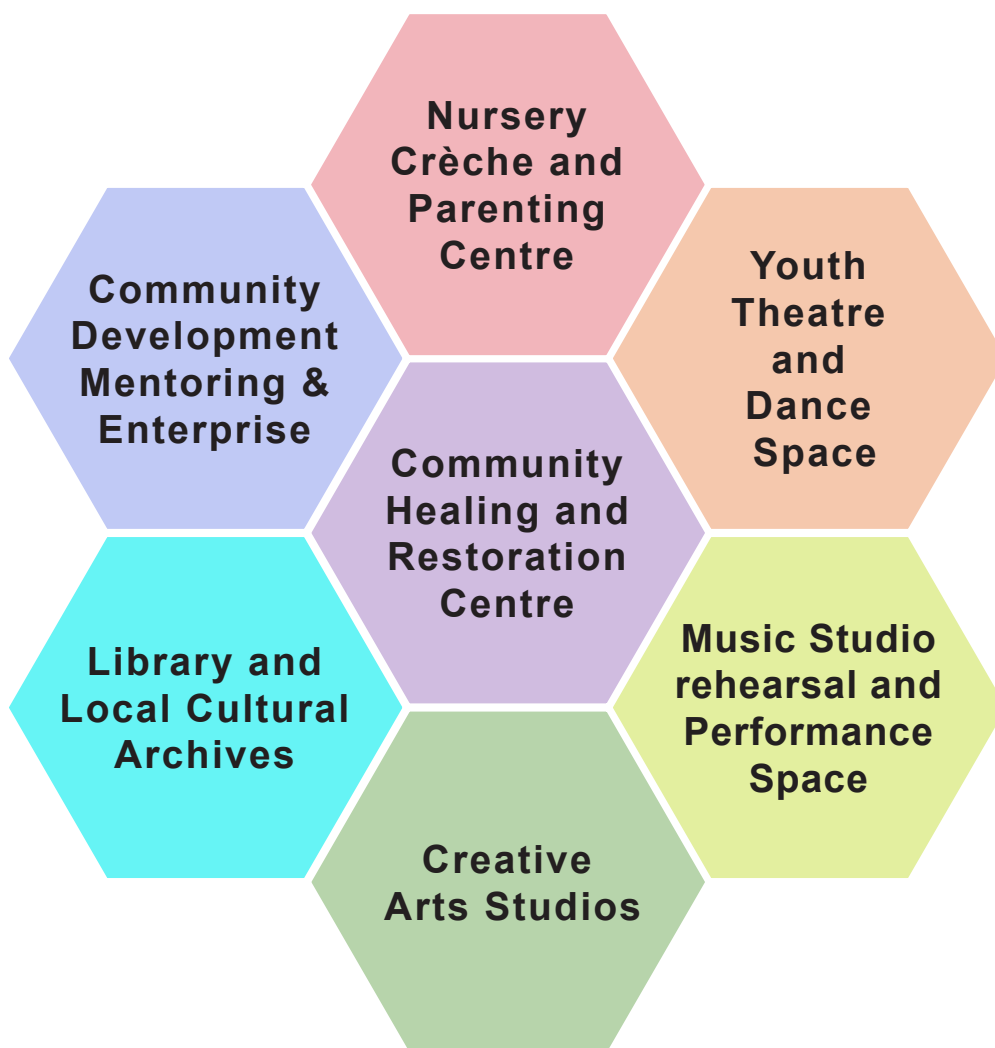 Nursery
Crèche and
Parenting
Centre
Youth
Theatre
and
Dance
Space
Community
Development
Mentoring &
Enterprise
Community
Healing and
Restoration
Centre
Library and
Local Cultural
Archives
Music Studio
rehearsal and
Performance
Space
Creative
Arts Studios